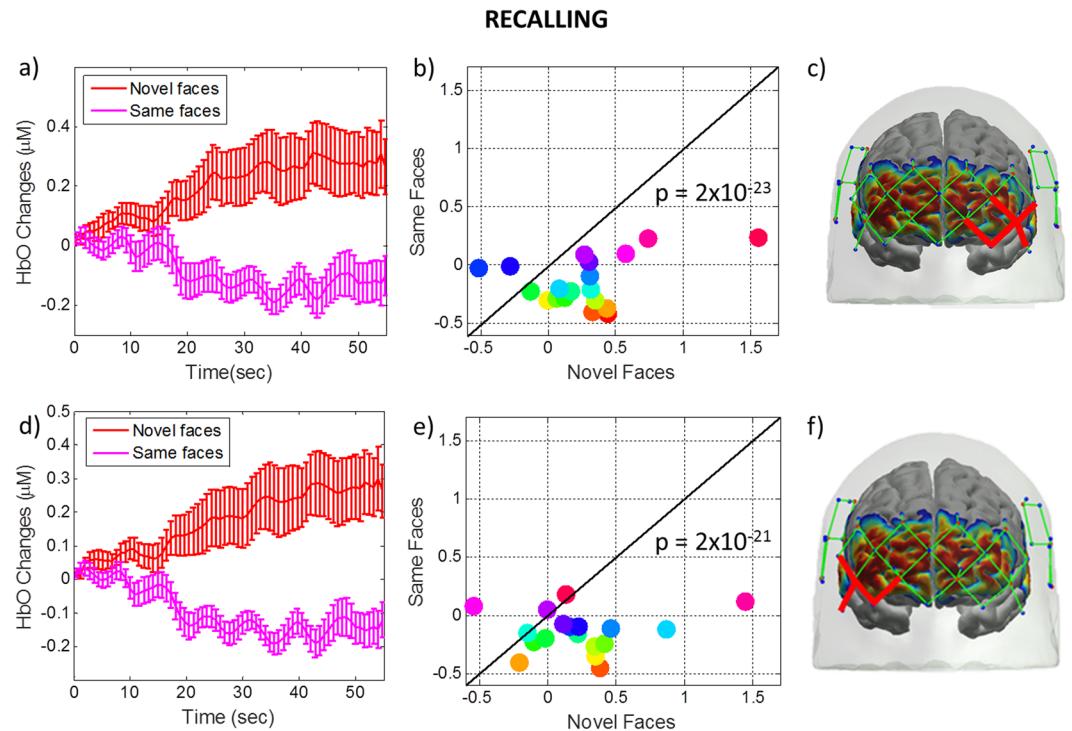 RECALLING
a)
Novel faces
Same faces
HbO Changes (μM)
0.4
0.2
0
-0.2
0 10 20 30 40 50
Time(sec)
b)
Same Faces
1.5
1
0.5
0
-0.5
p = 2x10-23
-0.5 0 0.5 1 1.5
Novel Faces
c)
d)
Novel faces
Same faces
HbO Changes (μM)
0.5
0.4
0.3
0.2
0.1
0
-0.1
-0.2
0 10 20 30 40 50
Time (sec)
e)
Same Faces
1.5
1
0.5
0
-0.5
p = 2x10-21
-0.5 0 0.5 1 1.5
Novel Faces
f)